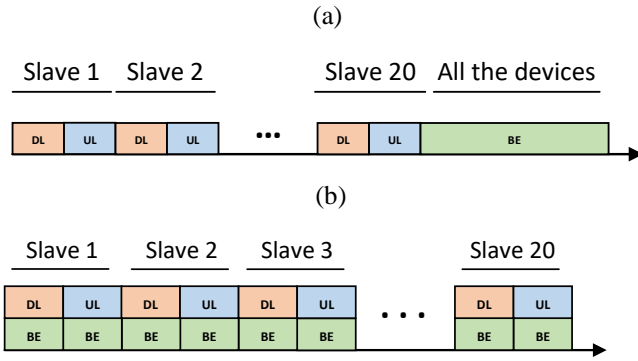 (a)
Slave 1 Slave 2 Slave 20 All the devices
DL UL DL UL ... DL UL BE
(b)
Slave 1 Slave 2 Slave 3 Slave 20
DL UL DL UL DL UL . . . DL UL
BE BE BE BE BE BE BE BE